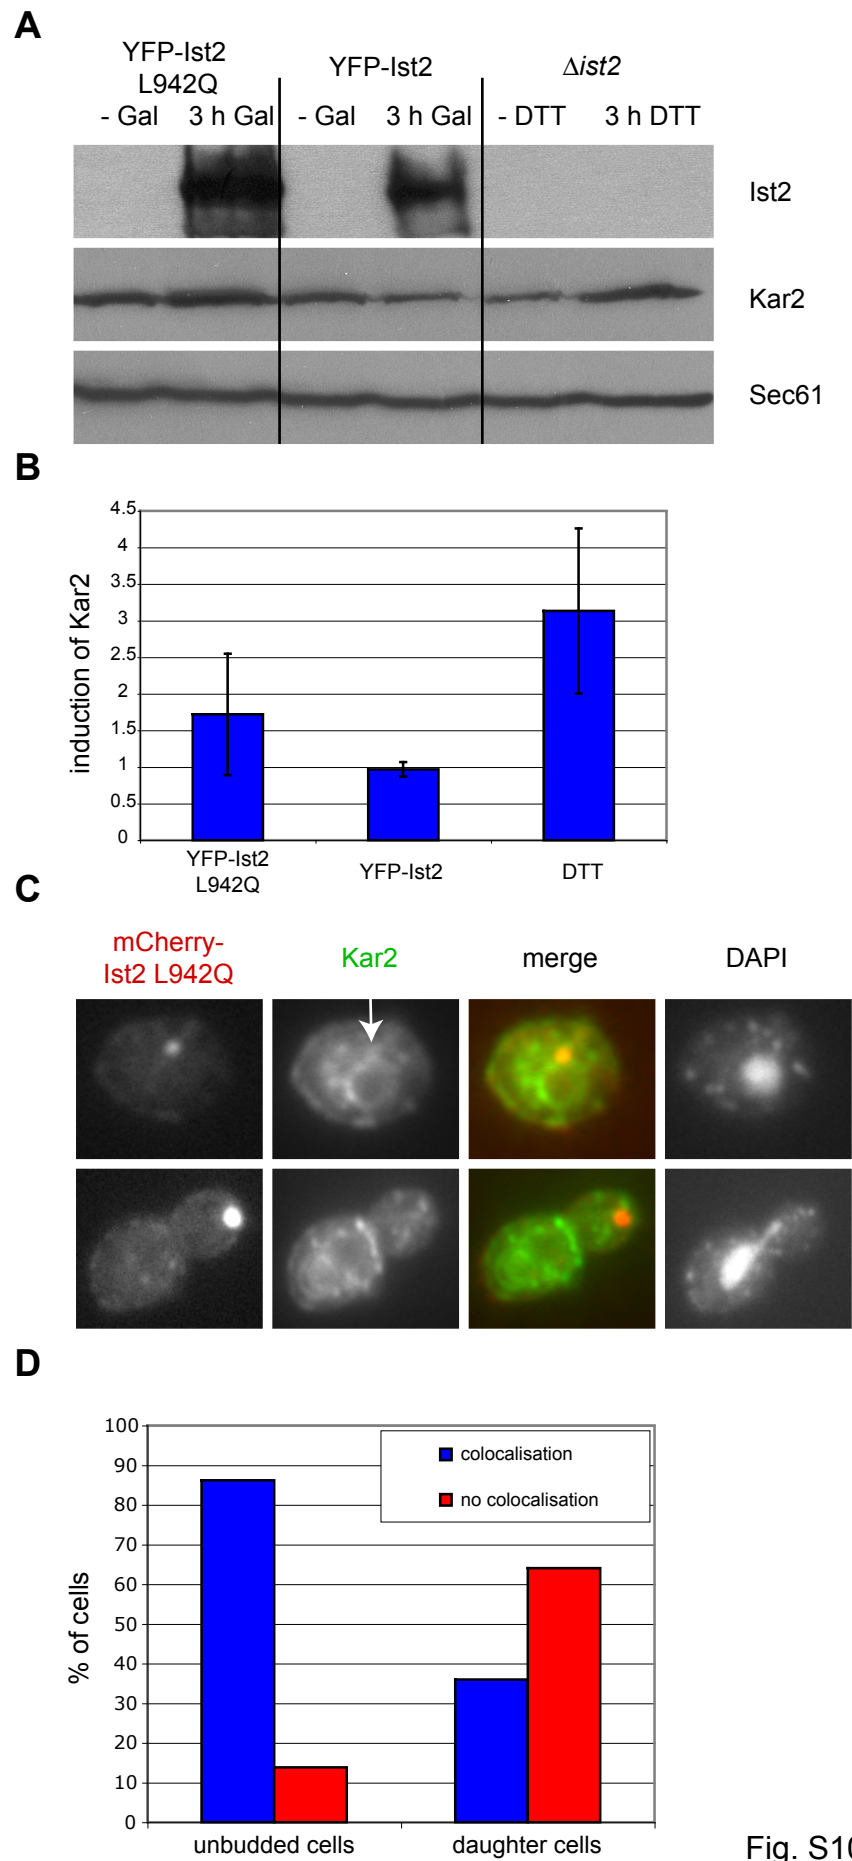 A
YFP-Ist2
L942Q
YFP-Ist2
Δist2
- Gal 3 h Gal - Gal 3 h Gal - DTT 3 h DTT
Ist2
Kar2
Sec61
B
induction of Kar2
4.5
4
3.5
3
2.5
2
1.5
1
0.5
0
YFP-Ist2
L942Q
YFP-Ist2
DTT
C
mCherry-
Ist2 L942Q
Kar2
merge
DAPI
D
% of cells
100
90
80
70
60
50
40
30
20
10
0
colocalisation
no colocalisation
unbudded cells
daughter cells
Fig. S10